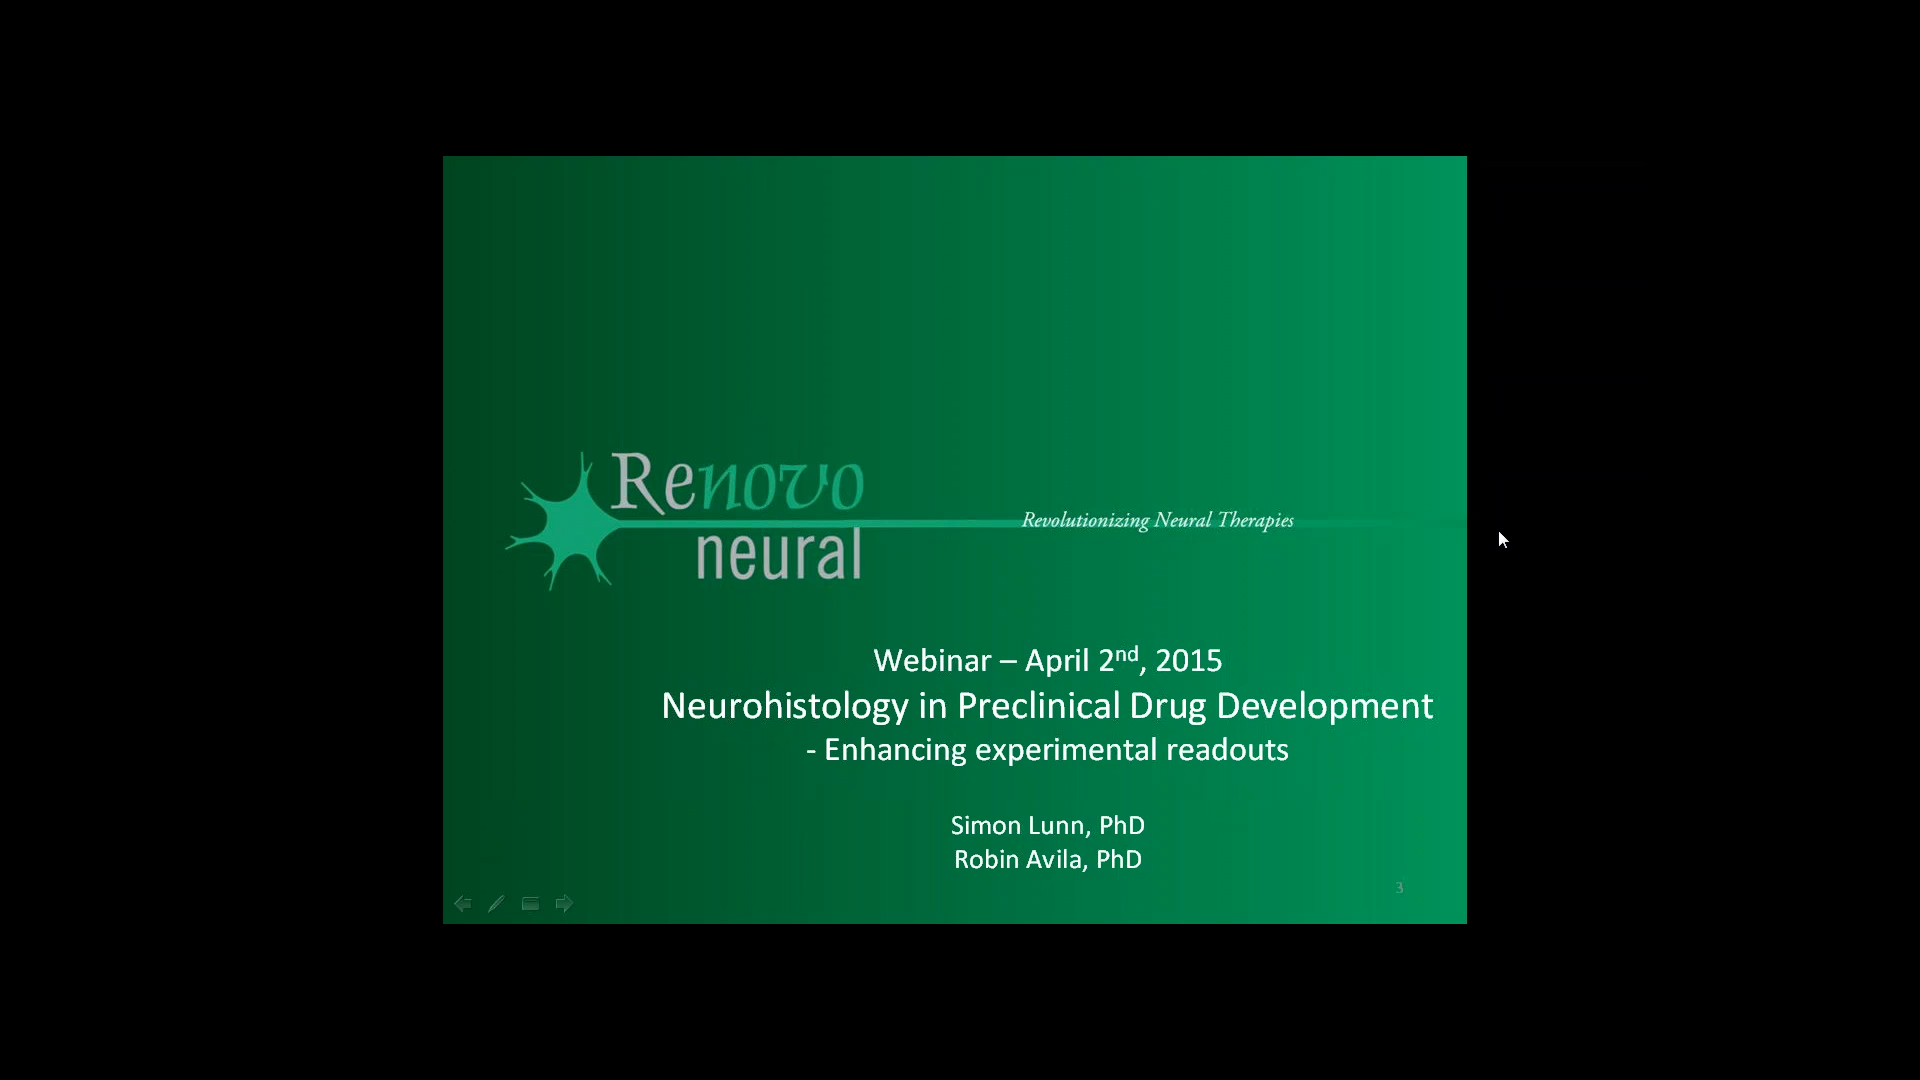 Renovo
neural
Revolutionizing Neural Therapies
Webinar – April 2nd, 2015
Neurohistology in Preclinical Drug Development
- Enhancing experimental readouts
Simon Lunn, PhD
Robin Avila, PhD
3